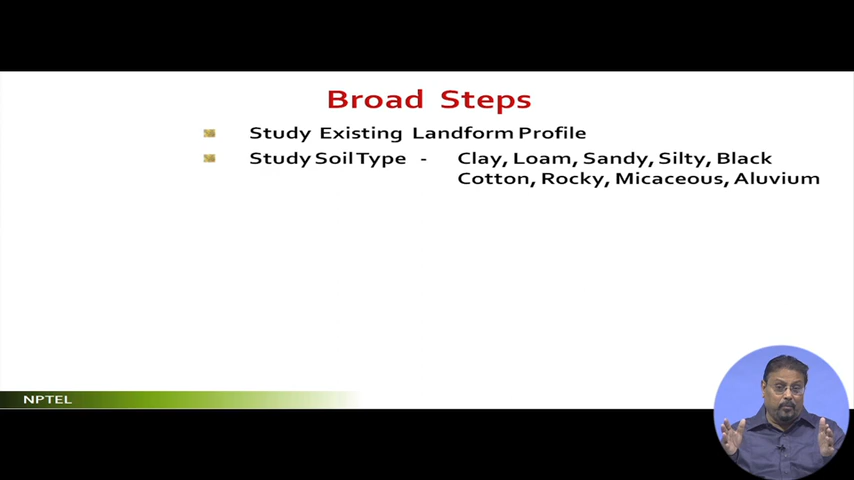 Broad Steps
Study Existing Landform Profile
Study Soil Type - Clay, Loam, Sandy, Silty, Black
Cotton, Rocky, Micaceous, Aluvium
NPTEL